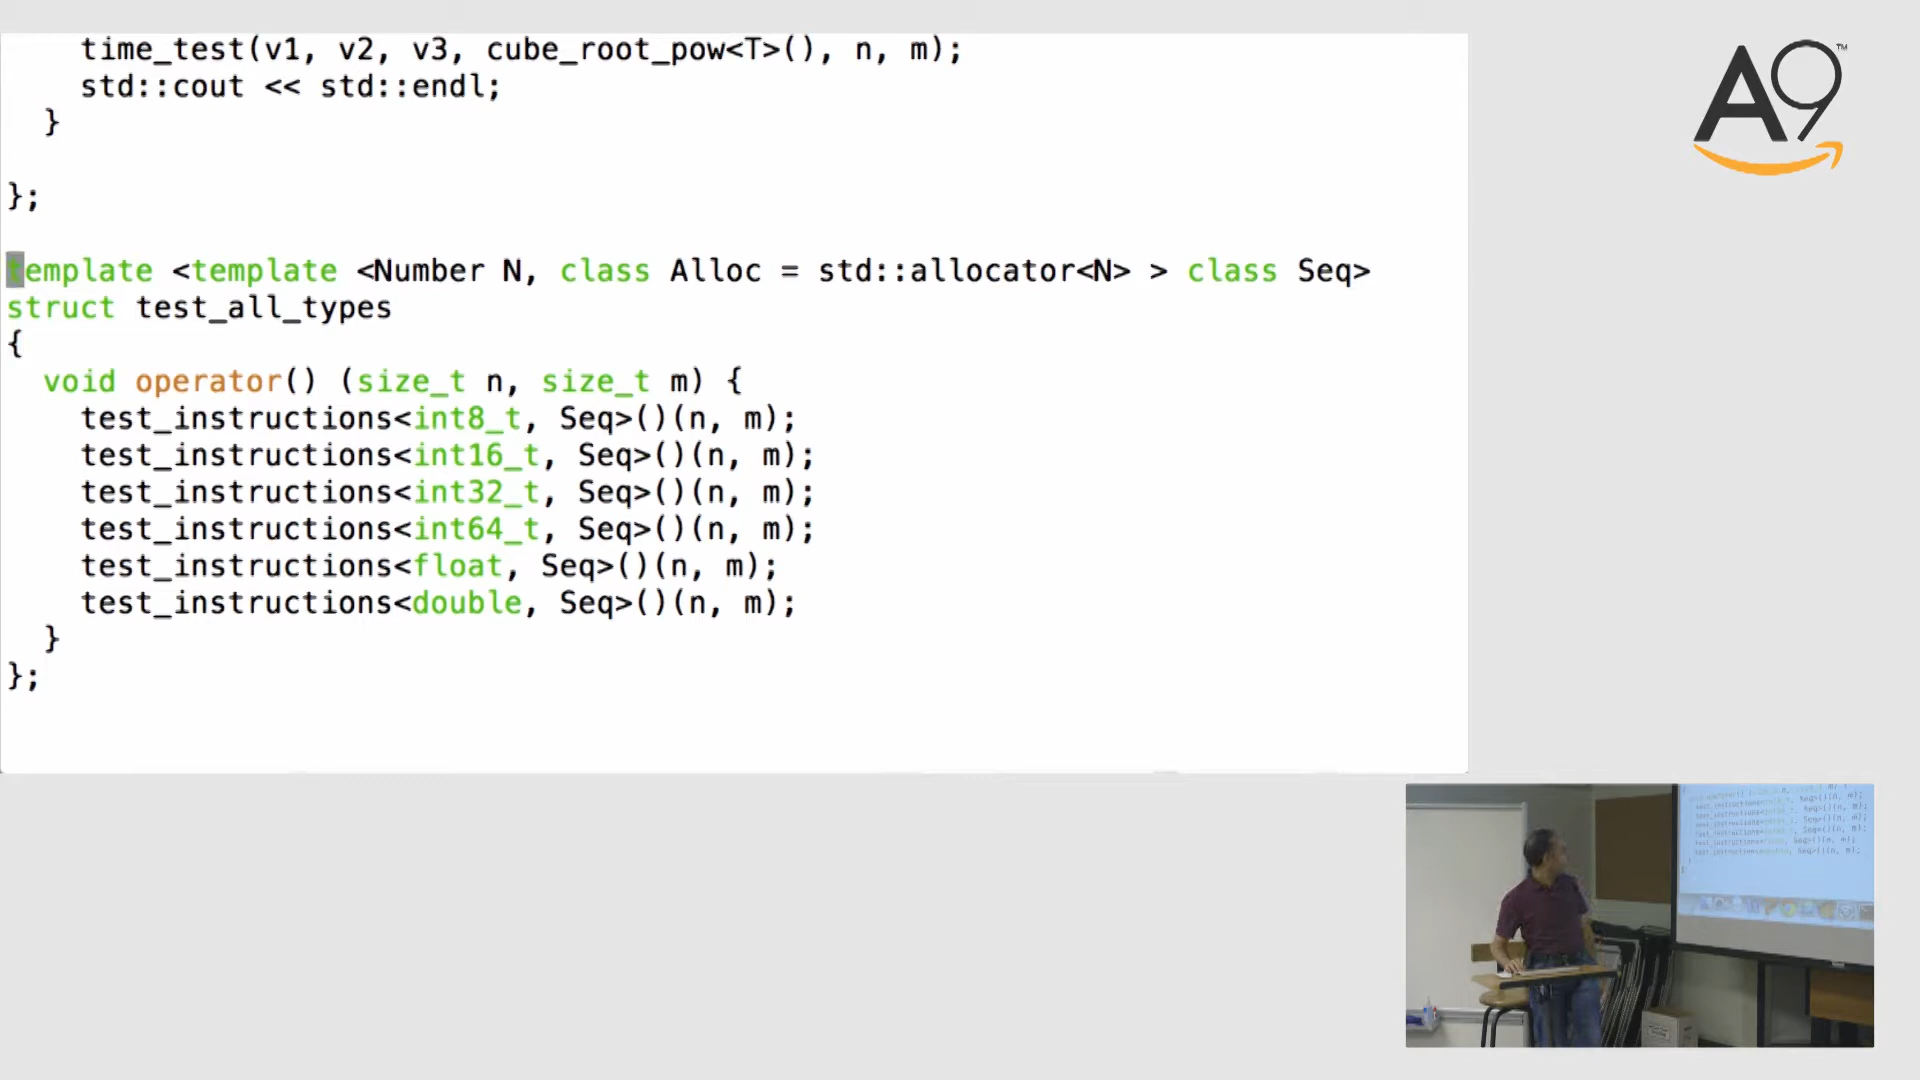 time_test(v1, v2, v3, cube_root_pow<T>(), n, m);
std::cout << std::endl;
}
};
template <template <Number N, class Alloc = std::allocator<N> > class Seq>
struct test_all_types
{
void operator() (size_t n, size_t m) {
test_instructions<int8_t, Seq>()(n, m);
test_instructions<int16_t, Seq>()(n, m);
test_instructions<int32_t, Seq>()(n, m);
test_instructions<int64_t, Seq>()(n, m);
test_instructions<float, Seq>()(n, m);
test_instructions<double, Seq>()(n, m);
}
};
A9™